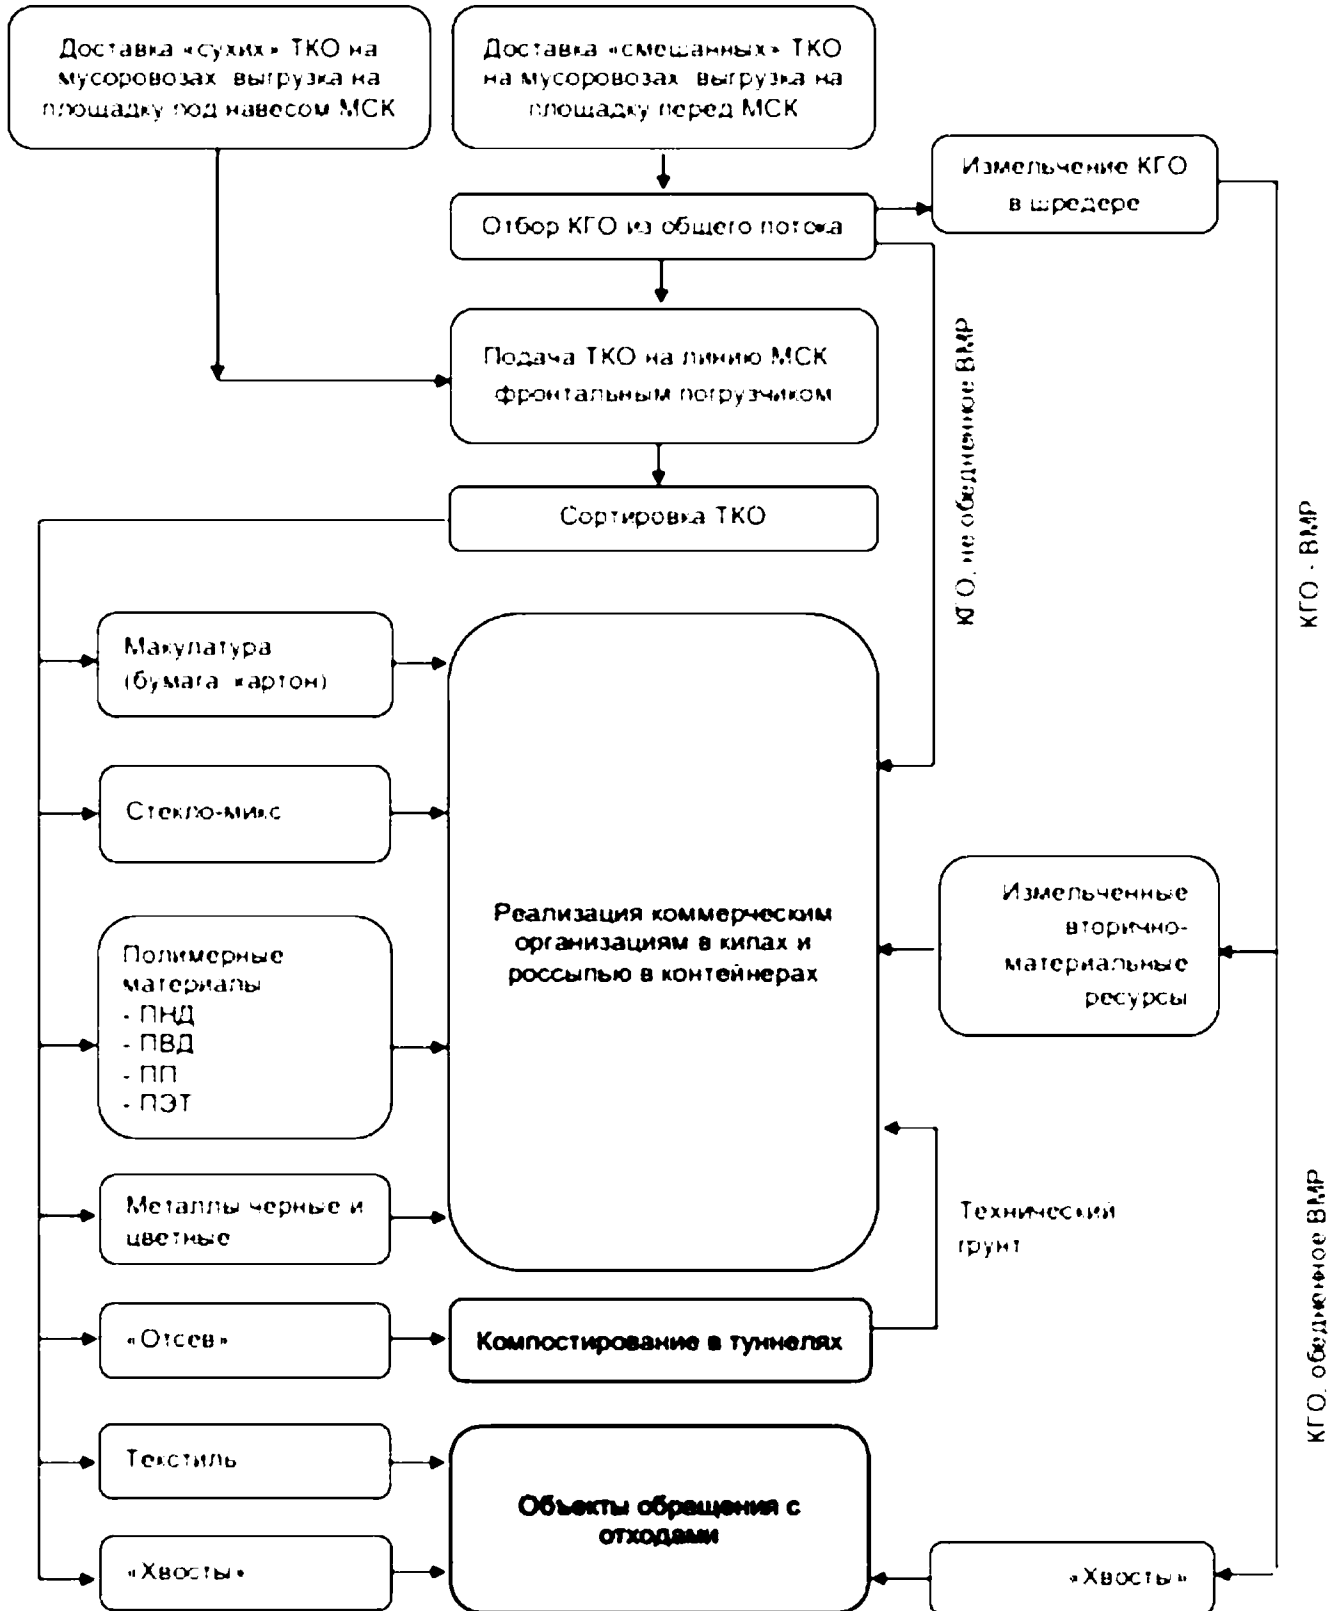 Доставка «сухих» ТКО на
мусоровозах выгрузка на
площадку под навесом МСК
Доставка «смешанных» ТКО
на мусоровозах выгрузка на
площадку перед МСК
Измельчение КГО
в шредере
Отбор КГО из общего потока
Подача ТКО на линию МСК
фронтальным погрузчиком
КГО, не обедненное ВМР
КГО - ВМР
Сортировка ТКО
Макулатура
(бумага картон)
Стекло-микс
Полимерные
материалы
- ПНД
- ПВД
- ПП
- ПЭТ
Реализация коммерческим
организациям в кипах и
россыпью в контейнерах
Измельченные
вторично-
материальные
ресурсы
Металлы черные и
цветные
Технический
грунт
КГО, обедненное ВМР
«Отсев»
Компостирование в туннелях
Текстиль
Объекты обращения с
отходами
«Хвосты»
«Хвосты»